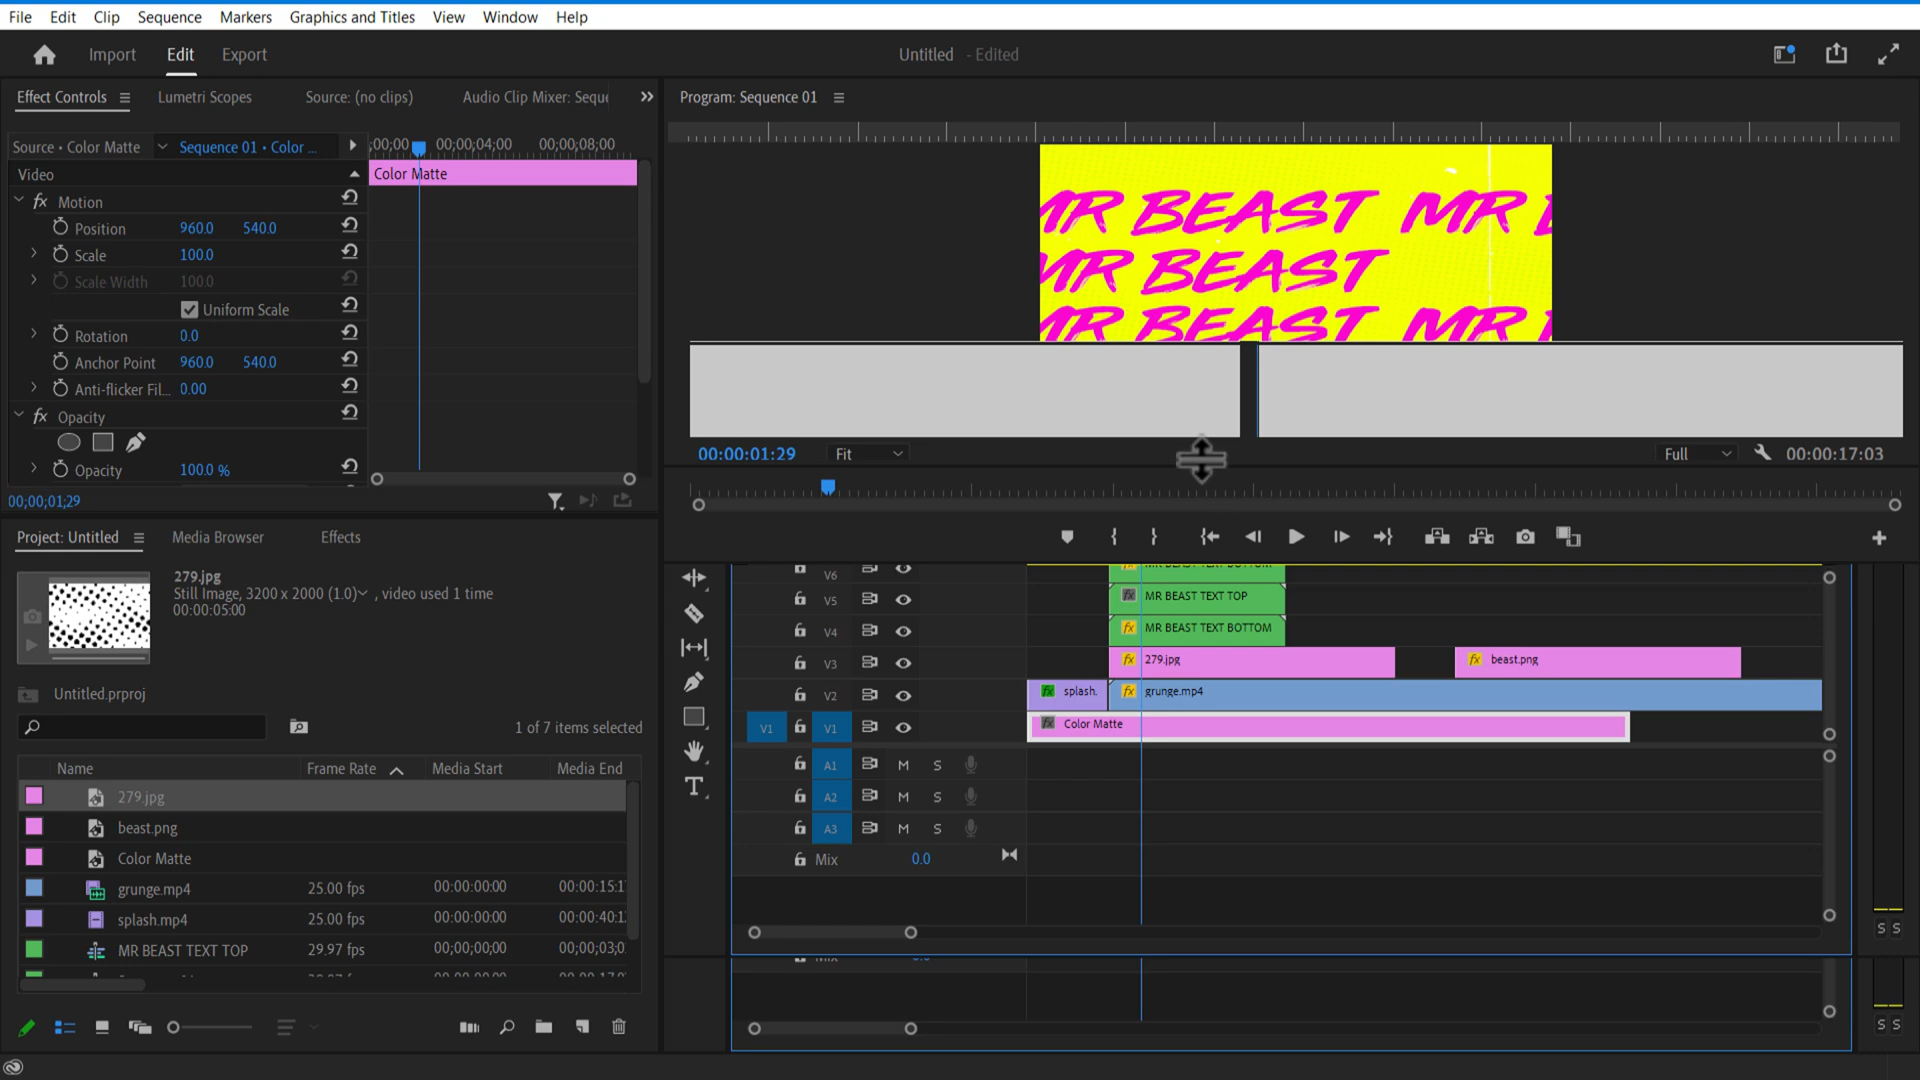 File Edit Clip Sequence Markers Graphics and Titles View Window Help
Import Edit Export Untitled - Edited
Effect Controls Lumetri Scopes Source: (no clips) Audio Clip Mixer: Seque
Program: Sequence 01
Source • Color Matte Sequence 01 • Color ... ;00;00 00;00;04;00 00;00;08;00
Video
Color Matte
fx Motion
Position 960.0 540.0
Scale 100.0
Scale Width 100.0
Uniform Scale
Rotation 0.0
Anchor Point 960.0 540.0
Anti-flicker Fil... 0.00
fx Opacity
Opacity 100.0 %
00;00;01;29
MR BEAST MR B
MR BEAST
MR BEAST MR
00:00:01:29 Fit Full 00:00:17:03
Project: Untitled Media Browser Effects
279.jpg
Still Image, 3200 x 2000 (1.0) , video used 1 time
00:00:05:00
Untitled.prproj
1 of 7 items selected
Name Frame Rate Media Start Media End
279.jpg
beast.png
Color Matte
grunge.mp4 25.00 fps 00:00:00:00 00:00:15:1
splash.mp4 25.00 fps 00:00:00:00 00:00:40:1
MR BEAST TEXT TOP 29.97 fps 00;00;00;00 00;00;03;0
V6 fx MR BEAST TEXT BOTTOM
V5 fx MR BEAST TEXT TOP
V4 fx MR BEAST TEXT BOTTOM
V3 fx 279.jpg fx beast.png
V2 fx splash. fx grunge.mp4
V1 V1 fx Color Matte
A1 M S
A2 M S
A3 M S
Mix 0.0
S S
S S